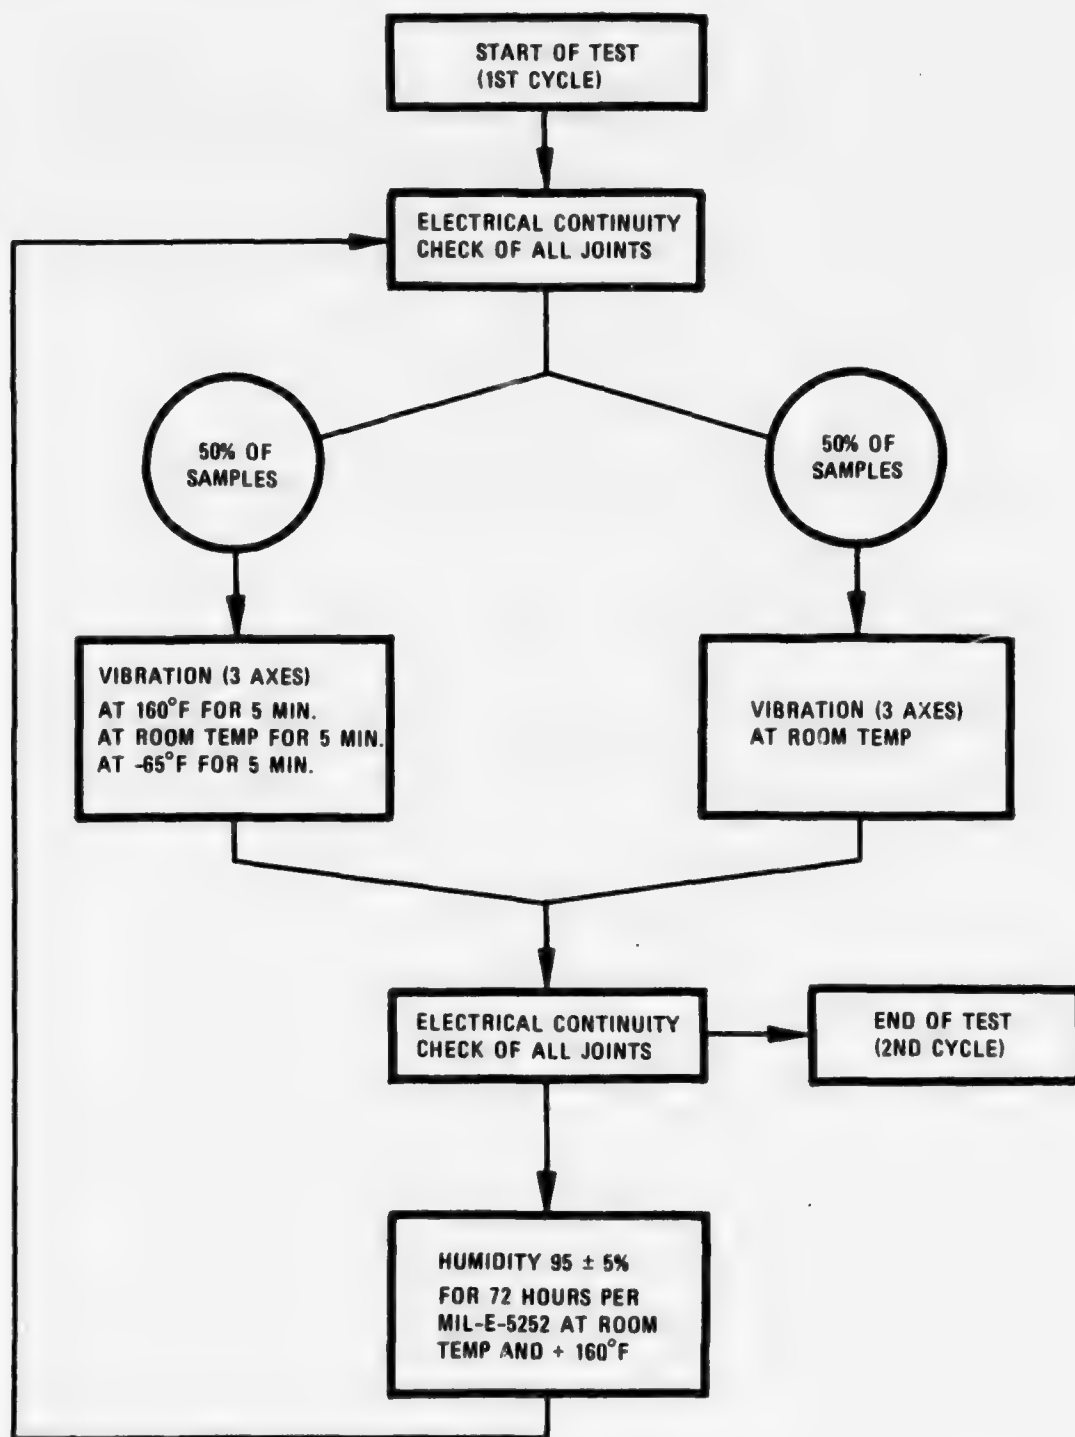 START OF TEST
(1ST CYCLE)
ELECTRICAL CONTINUITY
CHECK OF ALL JOINTS
50% OF
SAMPLES
50% OF
SAMPLES
VIBRATION (3 AXES)
AT 160°F FOR 5 MIN.
AT ROOM TEMP FOR 5 MIN.
AT -65°F FOR 5 MIN.
VIBRATION (3 AXES)
AT ROOM TEMP
ELECTRICAL CONTINUITY
CHECK OF ALL JOINTS
END OF TEST
(2ND CYCLE)
HUMIDITY 95 ± 5%
FOR 72 HOURS PER
MIL-E-5252 AT ROOM
TEMP AND + 160°F